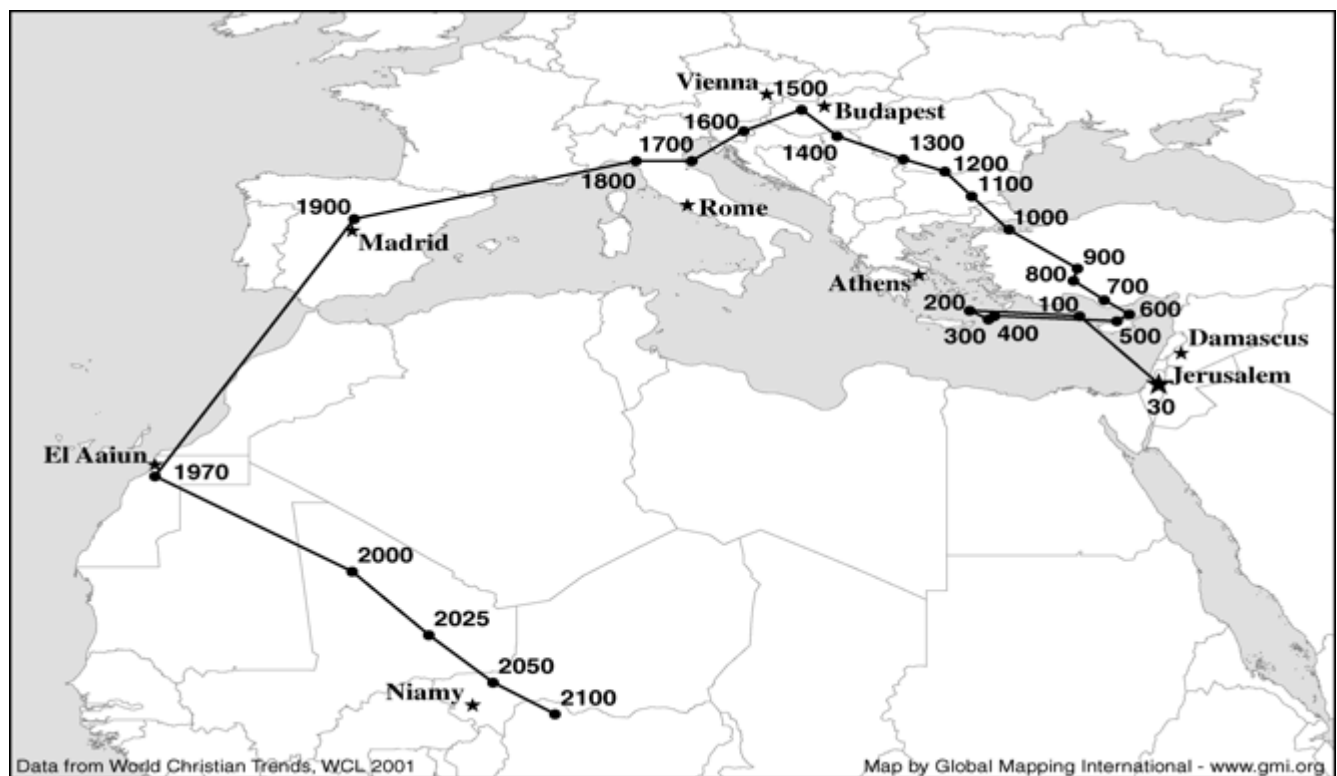 Vienna
1500
Budapest
1600
1400
1700
1300
1800
1200
1100
1900
Rome
1000
Madrid
900
Athens
800
700
200
100
600
300
400
500
Damascus
Jerusalem
30
El Aaiun
1970
2000
2025
2050
Niamy
2100
Data from World Christian Trends, WCL 2001
Map by Global Mapping International - www.gmi.org